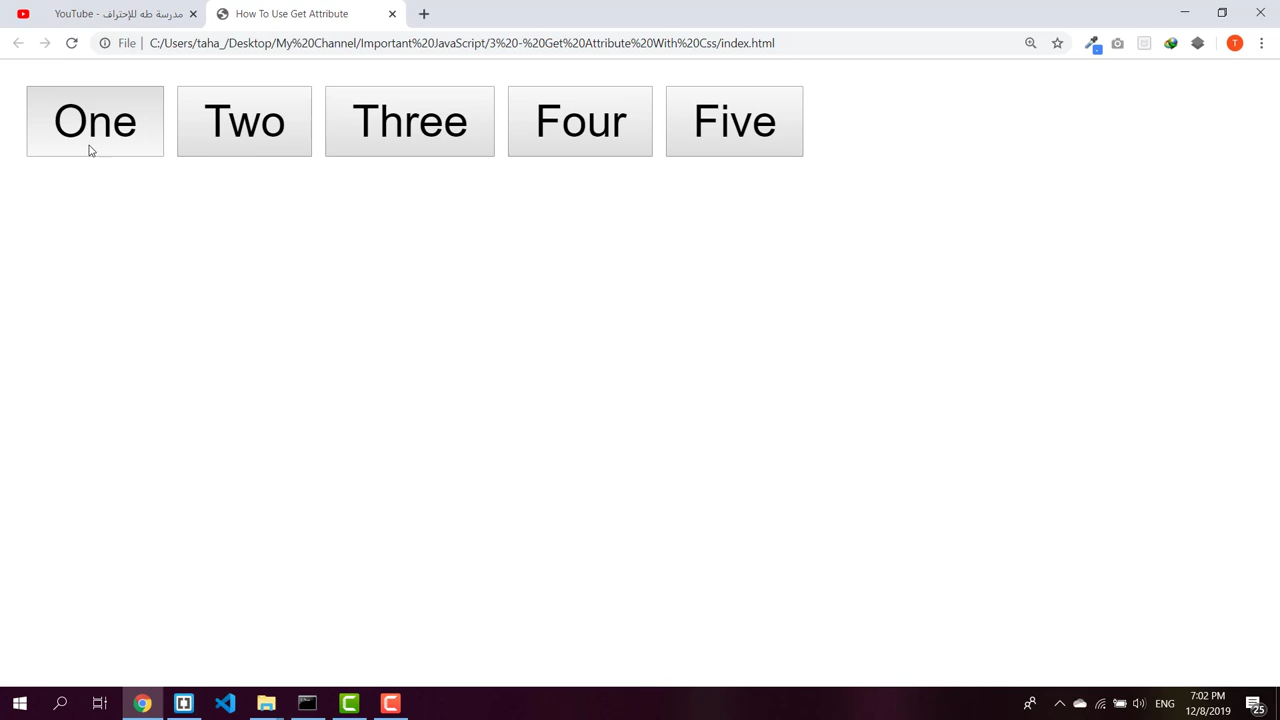 مدرسة طه للإحتراف - YouTube
How To Use Get Attribute
File
C:/Users/taha_/Desktop/My%20Channel/Important%20JavaScript/3%20-%20Get%20Attribute%20With%20Css/index.html
T
One
Two
Three
Four
Five
ENG
7:02 PM
12/8/2019
25